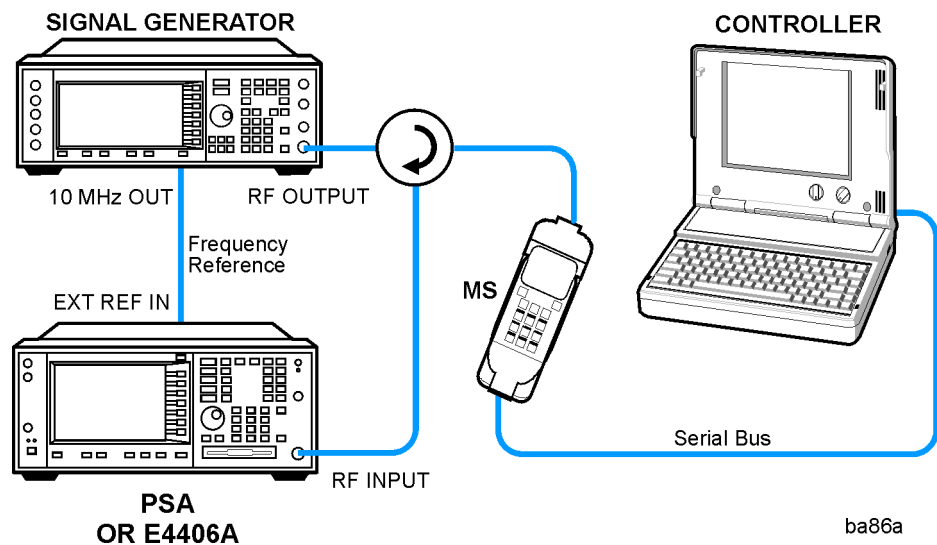 SIGNAL GENERATOR
CONTROLLER
10 MHz OUT
RF OUTPUT
Frequency
Reference
MS
EXT REF IN
Serial Bus
RF INPUT
PSA
OR E4406A
ba86a